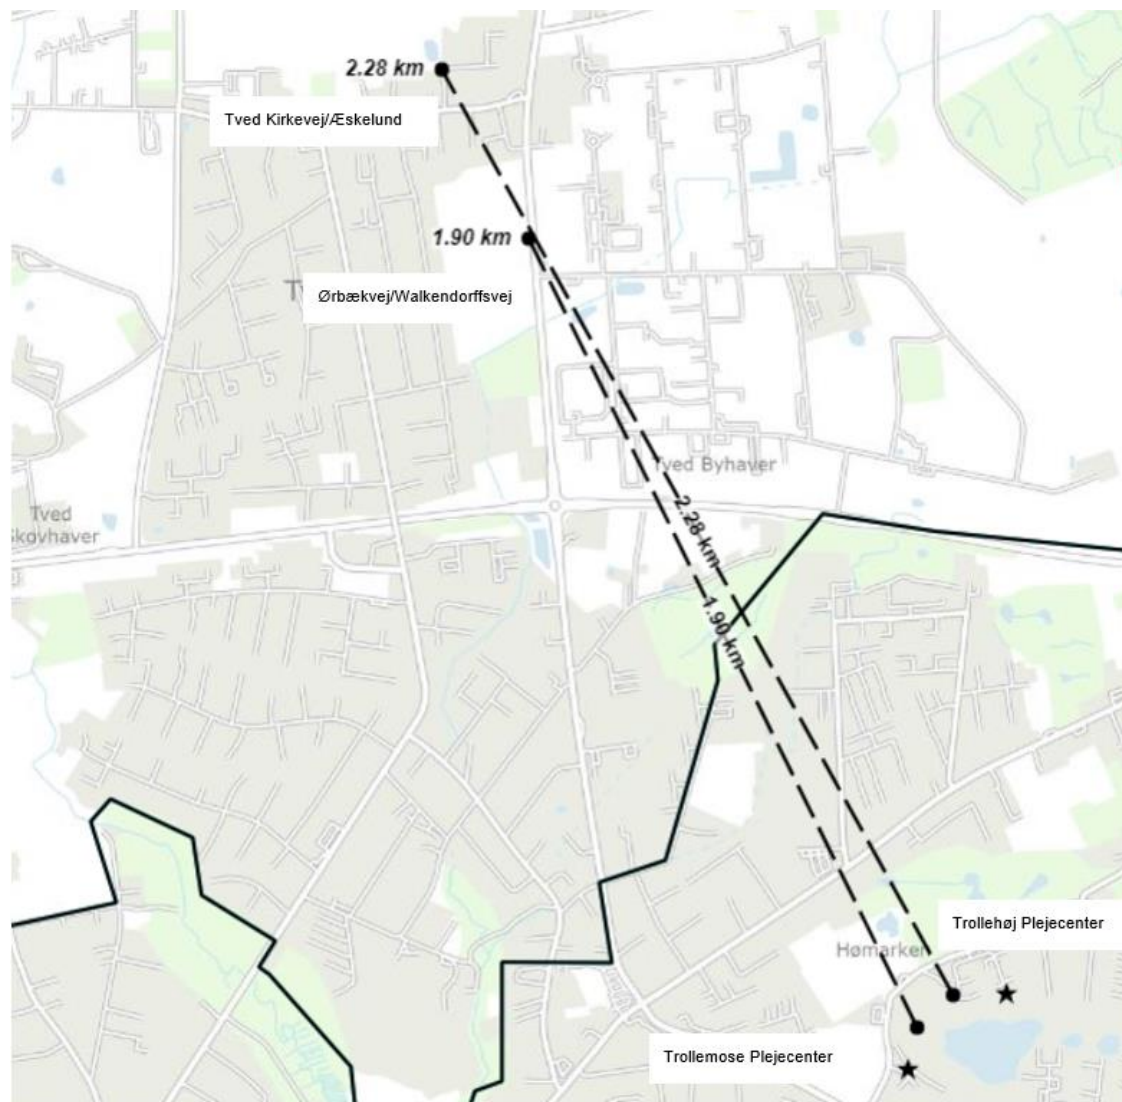 2.28 km
Tved Kirkevej/Æskelund
1.90 km
Ørbækvej/Walkendorffsvej
Tved Byhaver
2.28 km
Tved
Skovhaver
1.90 km
Trollehøj Plejecenter
Hømarken
Trollemose Plejecenter